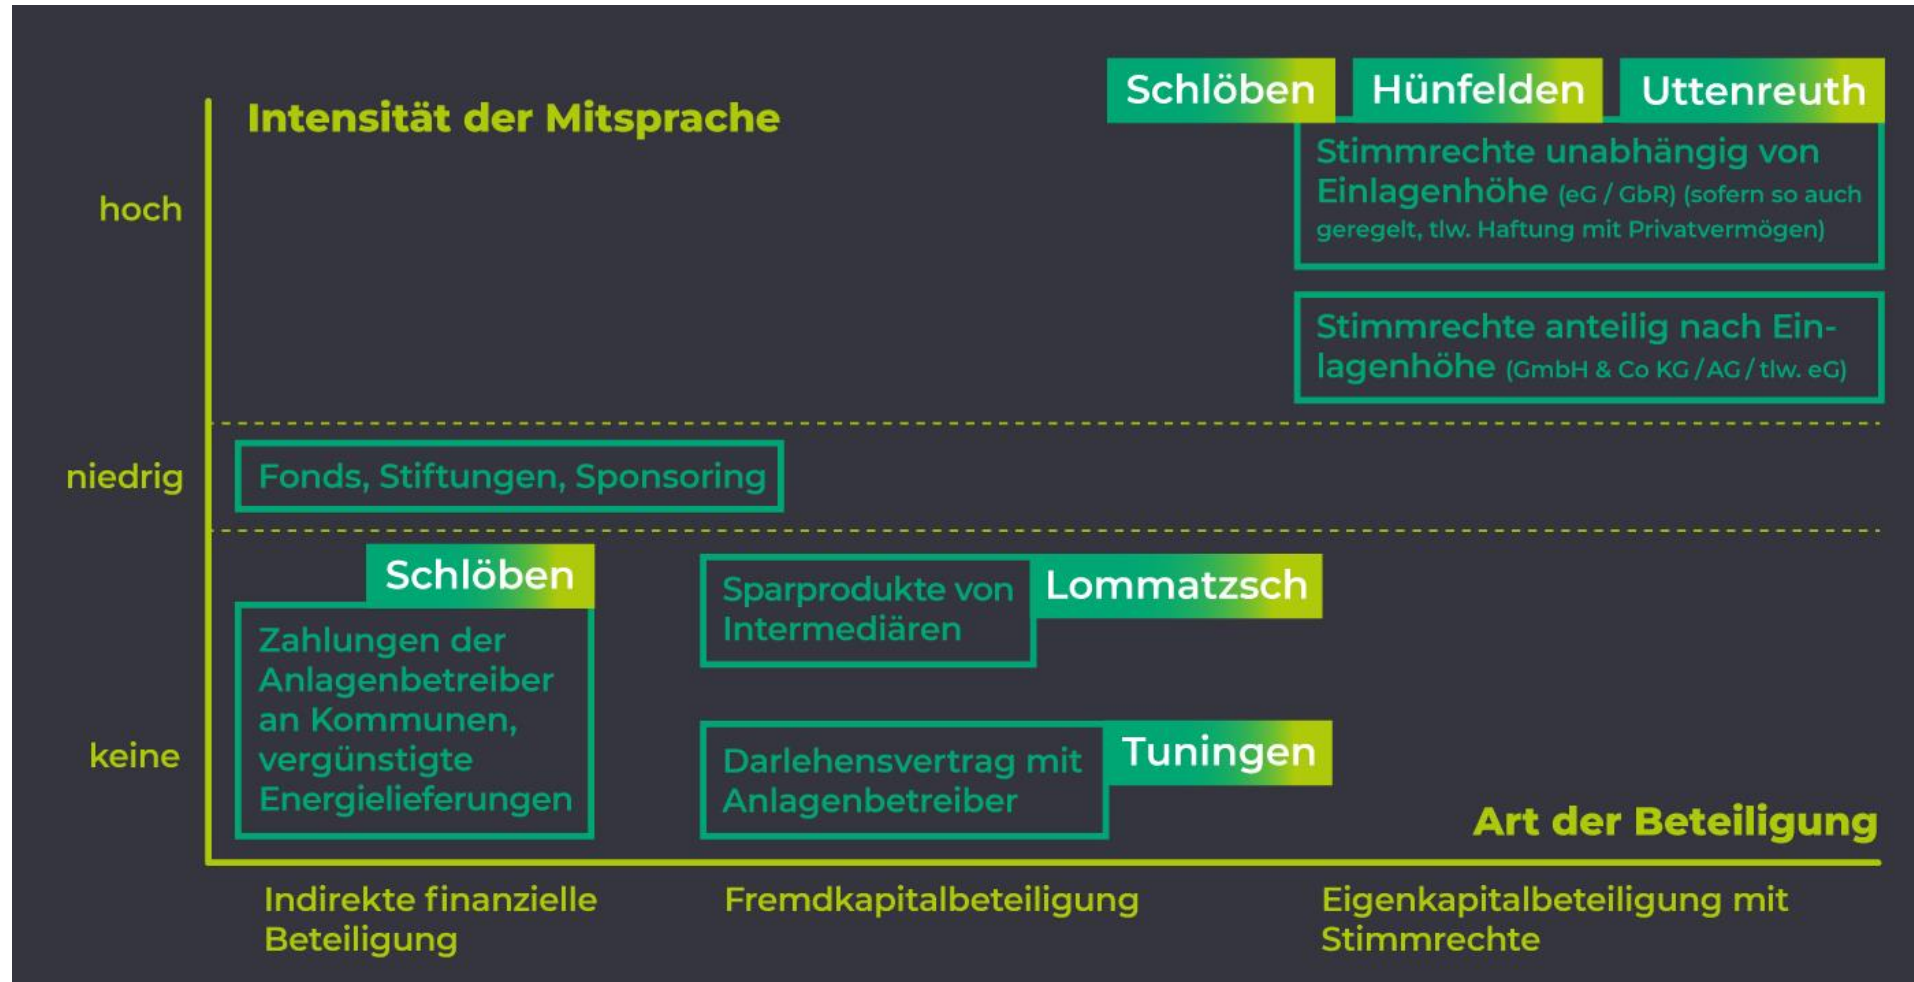 Intensität der Mitsprache
Schlöben
Hünfelden
Uttenreuth
hoch
Stimmrechte unabhängig von
Einlagenhöhe (eG / GbR) (sofern so auch
geregelt, tlw. Haftung mit Privatvermögen)
Stimmrechte anteilig nach Ein-
lagenhöhe (GmbH & Co KG / AG / tlw. eG)
niedrig
Fonds, Stiftungen, Sponsoring
keine
Schlöben
Zahlungen der
Anlagenbetreiber
an Kommunen,
vergünstigte
Energielieferungen
Sparprodukte von
Intermediären
Lommatzsch
Darlehensvertrag mit
Anlagenbetreiber
Tuningen
Art der Beteiligung
Indirekte finanzielle
Beteiligung
Fremdkapitalbeteiligung
Eigenkapitalbeteiligung mit
Stimmrechte